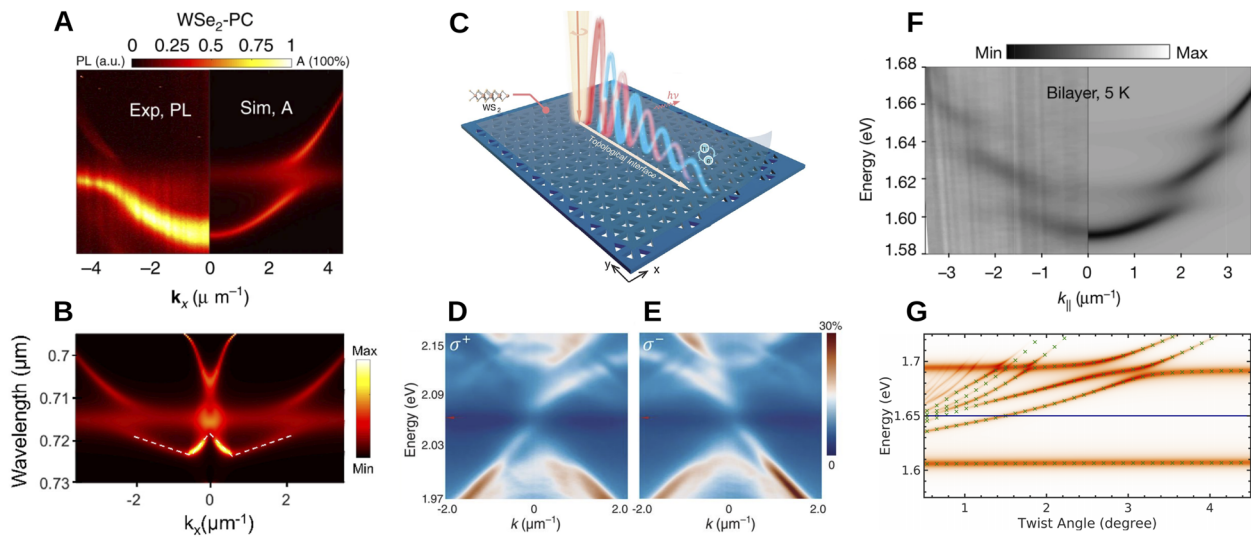 A
WSe₂-PC
0 0.25 0.5 0.75 1
PL (a.u.) A (100%)
Exp, PL Sim, A
−4 −2 0 2 4
kₓ (μ m⁻¹)
B
0.7
0.71
0.72
0.73
Wavelength (μm)
Max
Min
-2 0 2
kₓ(μm⁻¹)
C
WS₂
hν
Topological interface
y x
D
σ⁺
2.15
2.09
2.03
1.97
Energy (eV)
-2.0 0 2.0
k (μm⁻¹)
E
σ⁻
30%
0
-2.0 0 2.0
k (μm⁻¹)
F
Min Max
Bilayer, 5 K
1.68
1.66
1.64
1.62
1.60
1.58
Energy (eV)
−3 −2 −1 0 1 2 3
k|| (μm⁻¹)
G
1.7
1.65
1.6
Energy (eV)
1 2 3 4
Twist Angle (degree)